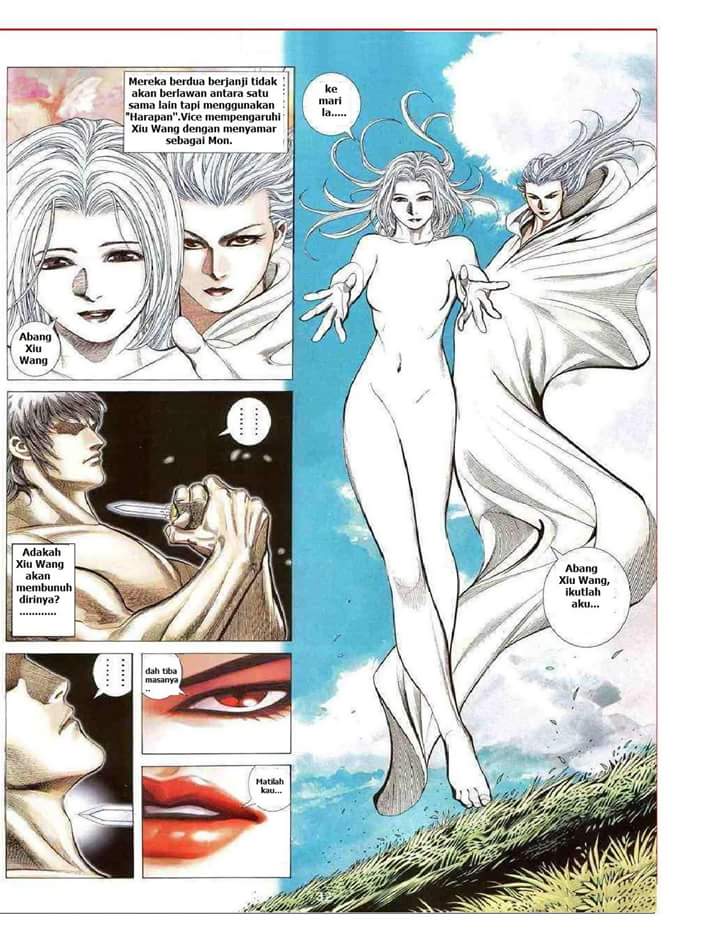 Mereka berdua berjanji tidak
akan berlawan antara satu
sama lain tapi menggunakan
"Harapan".Vice mempengaruhi
Xiu Wang dengan menyamar
sebagai Mon.
Abang
Xiu
Wang
ke
mari
la.....
Adakah
Xiu Wang
akan
membunuh
dirinya?
............
dah tiba
masanya
..
Matilah
kau...
Abang
Xiu Wang,
ikutlah
aku...